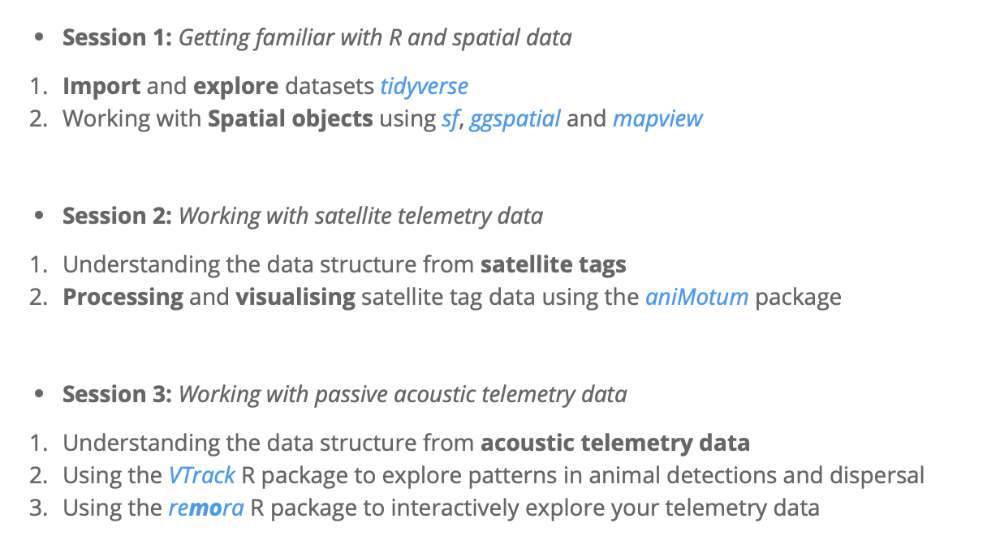 • Session 1: Getting familiar with R and spatial data
1. Import and explore datasets tidyverse
2. Working with Spatial objects using sf, ggspatial and mapview
• Session 2: Working with satellite telemetry data
1. Understanding the data structure from satellite tags
2. Processing and visualising satellite tag data using the aniMotum package
• Session 3: Working with passive acoustic telemetry data
1. Understanding the data structure from acoustic telemetry data
2. Using the VTrack R package to explore patterns in animal detections and dispersal
3. Using the remora R package to interactively explore your telemetry data